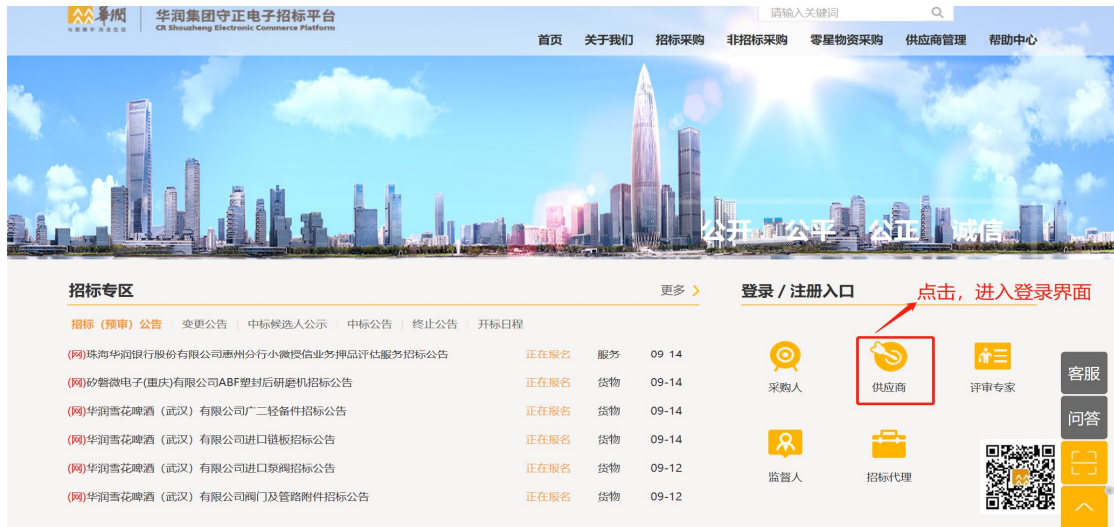 華潤
与您携手 改变生活
华润集团守正电子招标平台
CR Shouzheng Electronic Commerce Platform
请输入关键词
首页 关于我们 招标采购 非招标采购 零星物资采购 供应商管理 帮助中心
公开 公平 公正 诚信
招标专区 更多
登录 / 注册入口
点击，进入登录界面
招标（预审）公告 变更公告 中标候选人公示 中标公告 终止公告 开标日程
(网)珠海华润银行股份有限公司惠州分行小微授信业务押品评估服务招标公告 正在报名 服务 09-14
(网)矽磐微电子(重庆)有限公司ABF塑封后研磨机招标公告 正在报名 货物 09-14
(网)华润雪花啤酒（武汉）有限公司广二轻备件招标公告 正在报名 货物 09-14
(网)华润雪花啤酒（武汉）有限公司进口链板招标公告 正在报名 货物 09-14
(网)华润雪花啤酒（武汉）有限公司进口泵阀招标公告 正在报名 货物 09-12
(网)华润雪花啤酒（武汉）有限公司阀门及管路附件招标公告 正在报名 货物 09-12
采购人 供应商 评审专家
监督人 招标代理
客服
问答